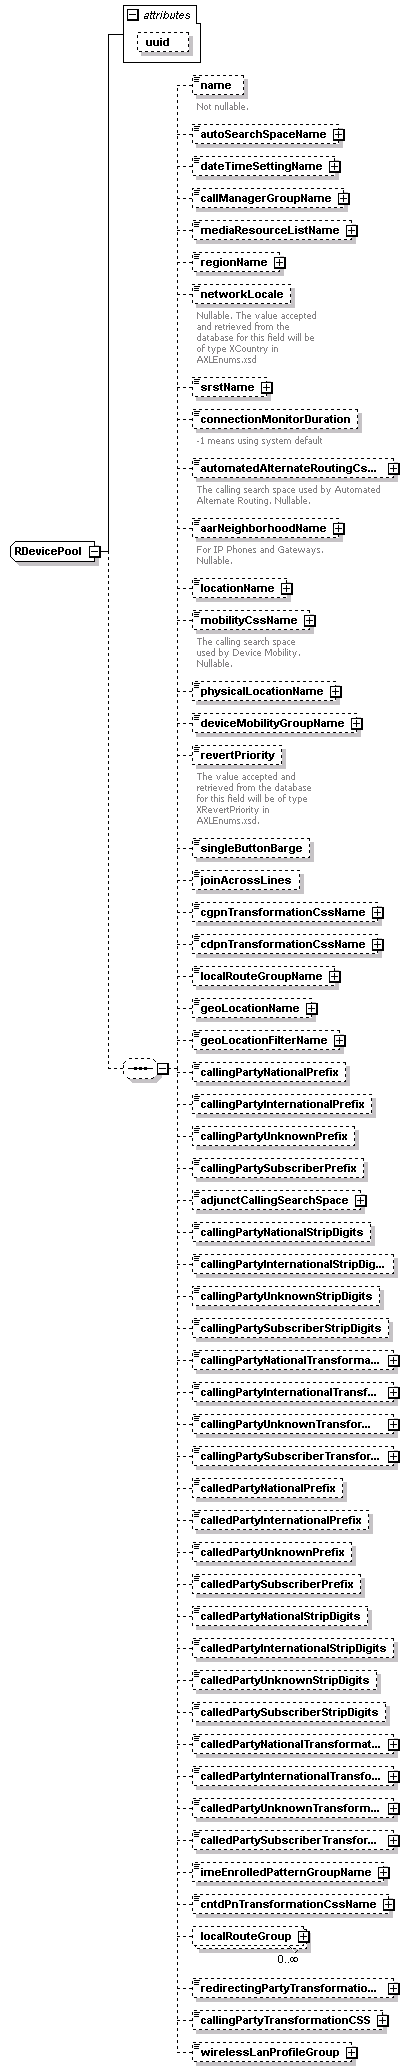 attributes
uuid
name
Not nullable.
autoSearchSpaceName
dateTimeSettingName
callManagerGroupName
mediaResourceListName
regionName
networkLocale
Nullable. The value accepted
and retrieved from the
database for this field will be
of type XCountry in
AXLEnums.xsd
srstName
connectionMonitorDuration
-1 means using system default
automatedAlternateRoutingCs...
The calling search space used by Automated
Alternate Routing. Nullable.
aarNeighborhoodName
For IP Phones and Gateways.
Nullable.
RDevicePool
locationName
mobilityCssName
The calling search space
used by Device Mobility.
Nullable.
physicalLocationName
deviceMobilityGroupName
revertPriority
The value accepted and
retrieved from the database
for this field will be of type
XRevertPriority in
AXLEnums.xsd.
singleButtonBarge
joinAcrossLines
cgpnTransformationCssName
cdpnTransformationCssName
localRouteGroupName
geoLocationName
geoLocationFilterName
callingPartyNationalPrefix
callingPartyInternationalPrefix
callingPartyUnknownPrefix
callingPartySubscriberPrefix
adjunctCallingSearchSpace
callingPartyNationalStripDigits
callingPartyInternationalStripDig...
callingPartyUnknownStripDigits
callingPartySubscriberStripDigits
callingPartyNationalTransforma...
callingPartyInternationalTransf...
callingPartyUnknownTransfor...
callingPartySubscriberTransfor...
calledPartyNationalPrefix
calledPartyInternationalPrefix
calledPartyUnknownPrefix
calledPartySubscriberPrefix
calledPartyNationalStripDigits
calledPartyInternationalStripDigits
calledPartyUnknownStripDigits
calledPartySubscriberStripDigits
calledPartyNationalTransformat...
calledPartyInternationalTransfo...
calledPartyUnknownTransform...
calledPartySubscriberTransfor...
imeEnrolledPatternGroupName
cntdPnTransformationCssName
localRouteGroup
0..∞
redirectingPartyTransformatio...
callingPartyTransformationCSS
wirelessLanProfileGroup